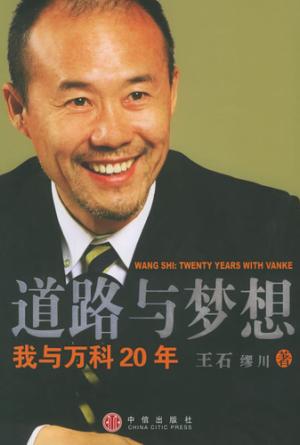 WANG SHI: TWENTY YEARS WITH VANKE
道路与梦想
我与万科20年
王石 缪川 著
中信出版社
CHINA CITIC PRESS